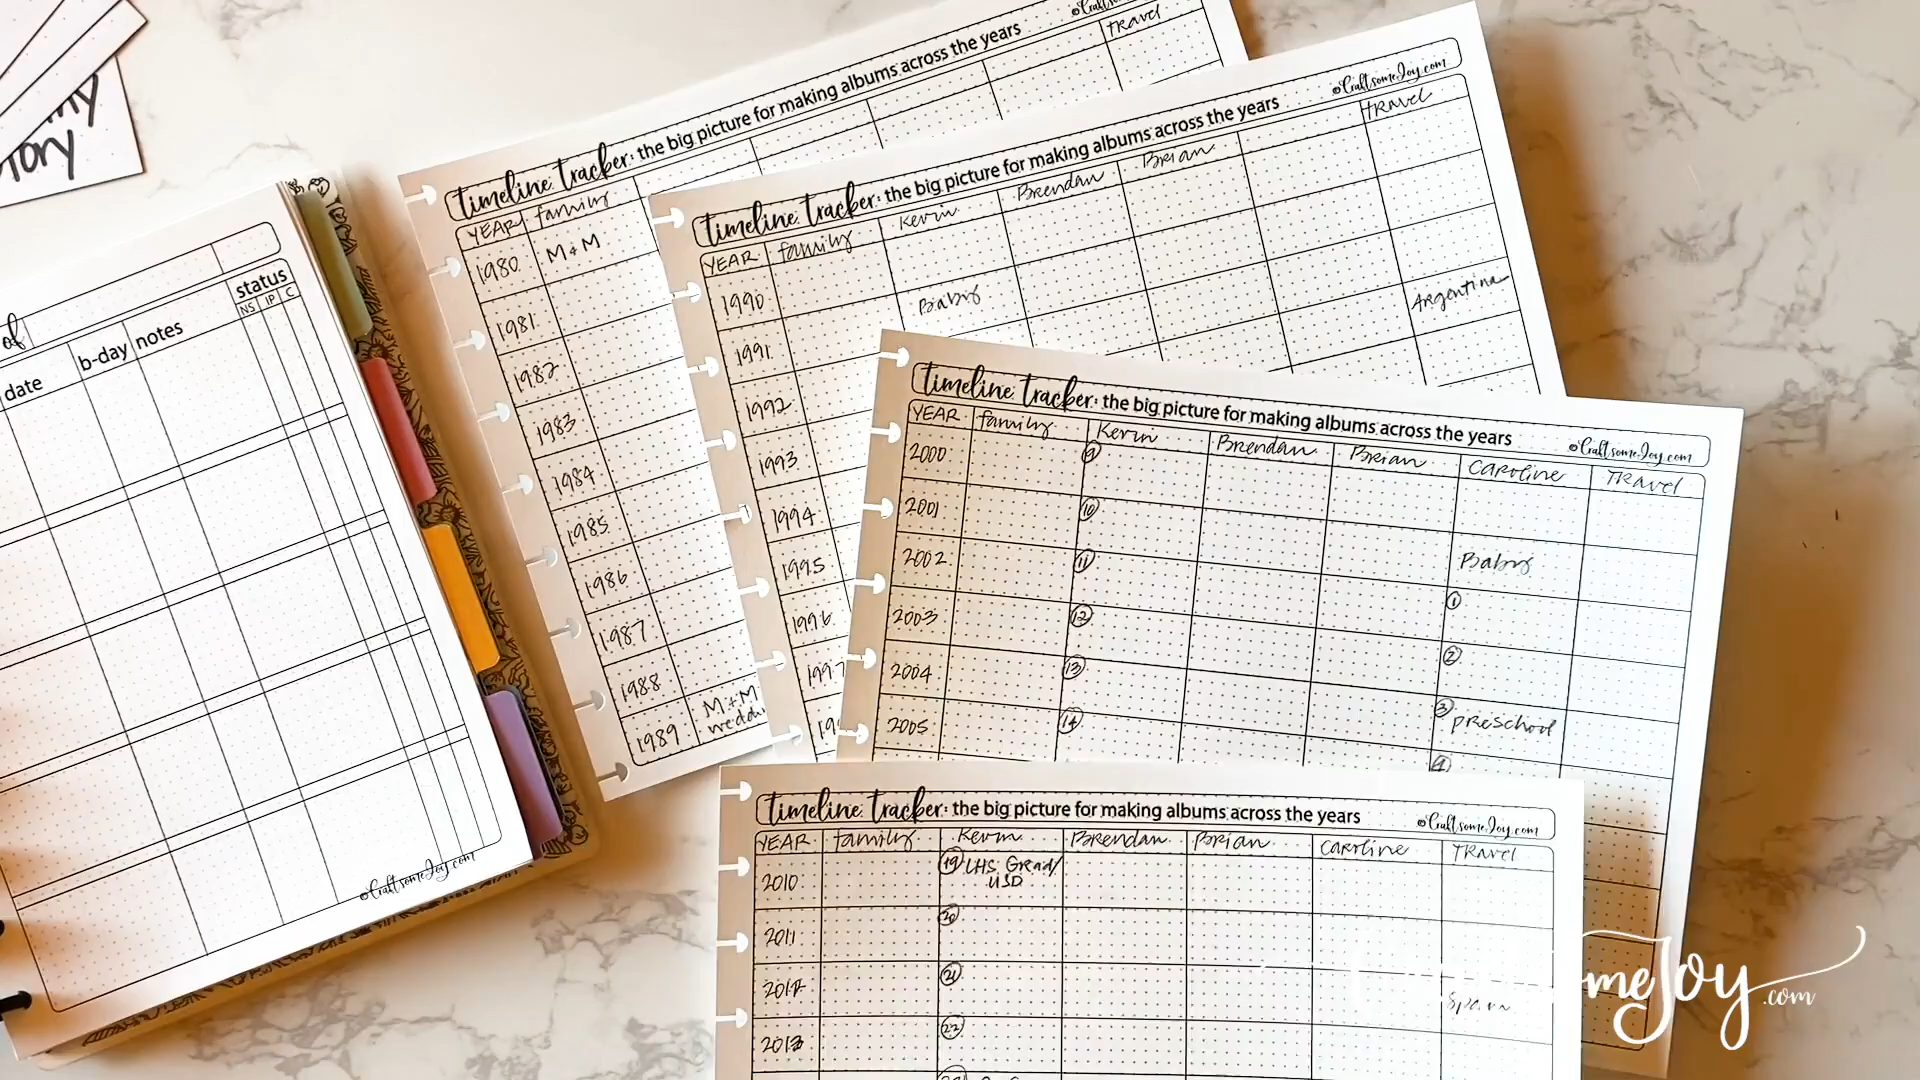 tory
of
date b-day notes status
NS IP C
©CraftsomeJoy.com
timeline tracker: the big picture for making albums across the years
YEAR family TRAVEL
1980 M+M
1981
1982
1983
1984
1985
1986
1987
1988
1989 M+M
timeline tracker: the big picture for making albums across the years ©CraftsomeJoy.com
YEAR family Kevin Brendan Brian TRAVEL
1990 Baby
1991 Argentina
1992
1993
1994
1995
1996
1997
timeline tracker: the big picture for making albums across the years ©CraftsomeJoy.com
YEAR family Kevin Brendan Brian Caroline TRAVEL
2000 9
2001 10
2002 11 Baby
2003 12 1
2004 13 2
2005 14 3 preschool
4
timeline tracker: the big picture for making albums across the years ©CraftsomeJoy.com
YEAR family Kevin Brendan Brian Caroline TRAVEL
2010 19 LHS Grad/
USD
2011 20
2012 21 Spain
2013 22
someJoy.com